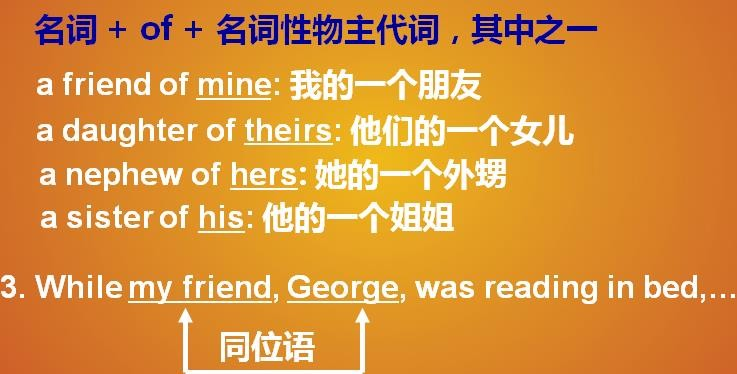 名词 + of + 名词性物主代词，其中之一
a friend of mine: 我的一个朋友
a daughter of theirs: 他们的一个女儿
a nephew of hers: 她的一个外甥
a sister of his: 他的一个姐姐
3. While my friend, George, was reading in bed,…
同位语